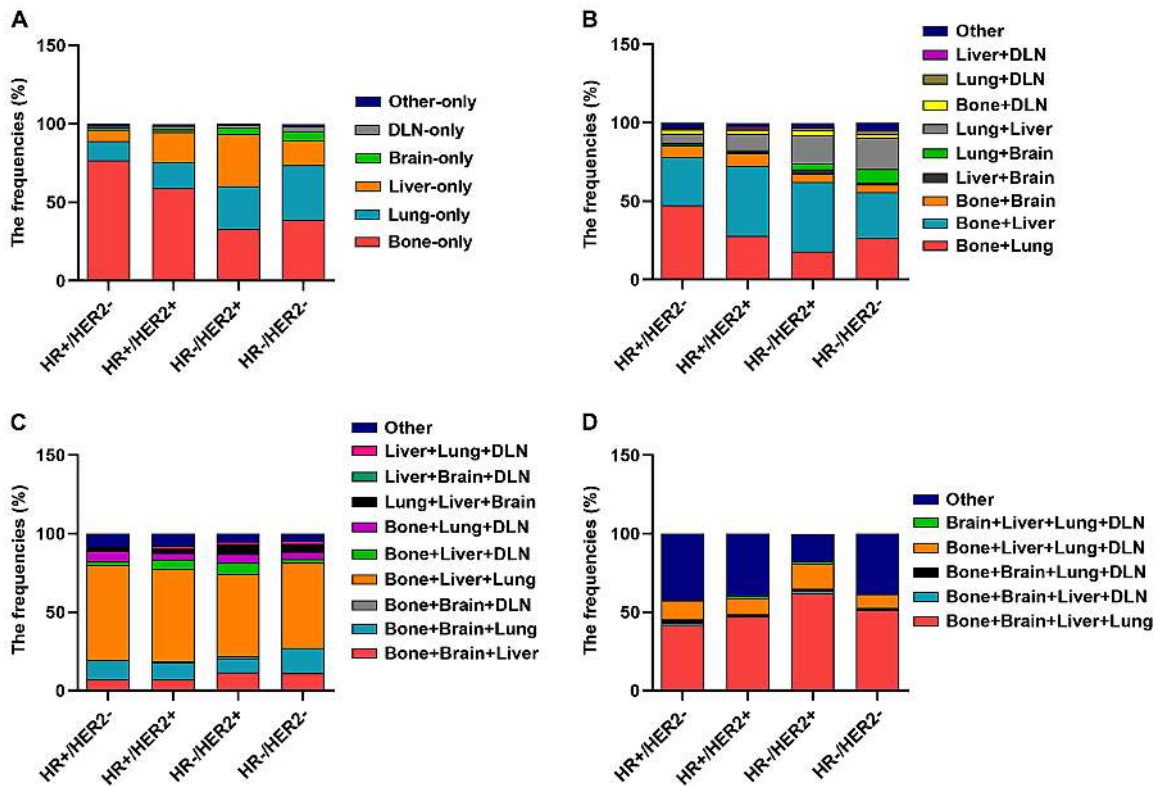 A
The frequencies (%)
150
100
50
0
HR+/HER2-
HR+/HER2+
HR-/HER2+
HR-/HER2-
Other-only
DLN-only
Brain-only
Liver-only
Lung-only
Bone-only
B
The frequencies (%)
150
100
50
0
HR+/HER2-
HR+/HER2+
HR-/HER2+
HR-/HER2-
Other
Liver+DLN
Lung+DLN
Bone+DLN
Lung+Liver
Lung+Brain
Liver+Brain
Bone+Brain
Bone+Liver
Bone+Lung
C
The frequencies (%)
150
100
50
0
HR+/HER2-
HR+/HER2+
HR-/HER2+
HR-/HER2-
Other
Liver+Lung+DLN
Liver+Brain+DLN
Lung+Liver+Brain
Bone+Lung+DLN
Bone+Liver+DLN
Bone+Liver+Lung
Bone+Brain+DLN
Bone+Brain+Lung
Bone+Brain+Liver
D
The frequencies (%)
150
100
50
0
HR+/HER2-
HR+/HER2+
HR-/HER2+
HR-/HER2-
Other
Brain+Liver+Lung+DLN
Bone+Liver+Lung+DLN
Bone+Brain+Lung+DLN
Bone+Brain+Liver+DLN
Bone+Brain+Liver+Lung